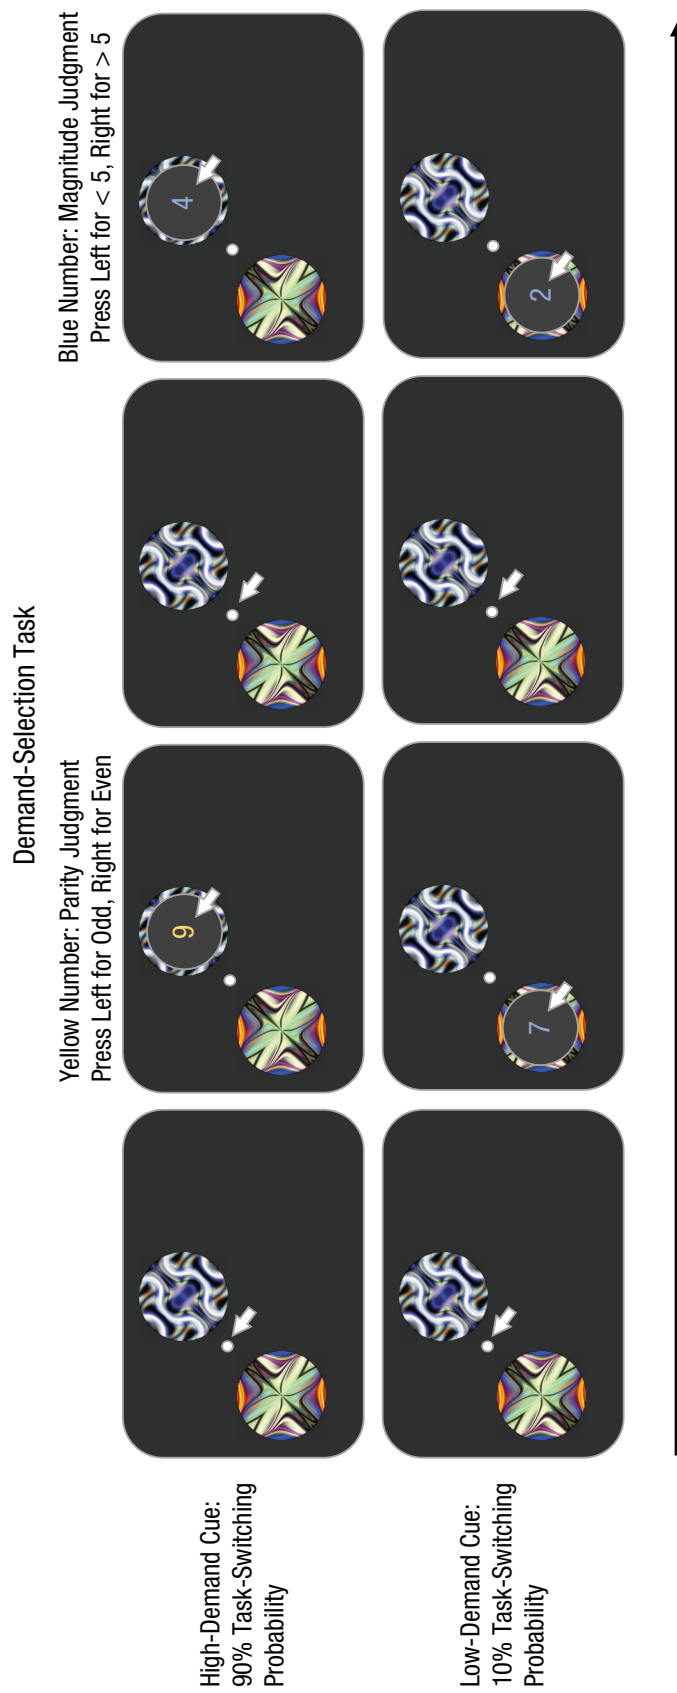 Demand-Selection Task
Yellow Number: Parity Judgment
Press Left for Odd, Right for Even
Blue Number: Magnitude Judgment
Press Left for < 5, Right for > 5
High-Demand Cue:
90% Task-Switching
Probability
9
4
Low-Demand Cue:
10% Task-Switching
Probability
7
2